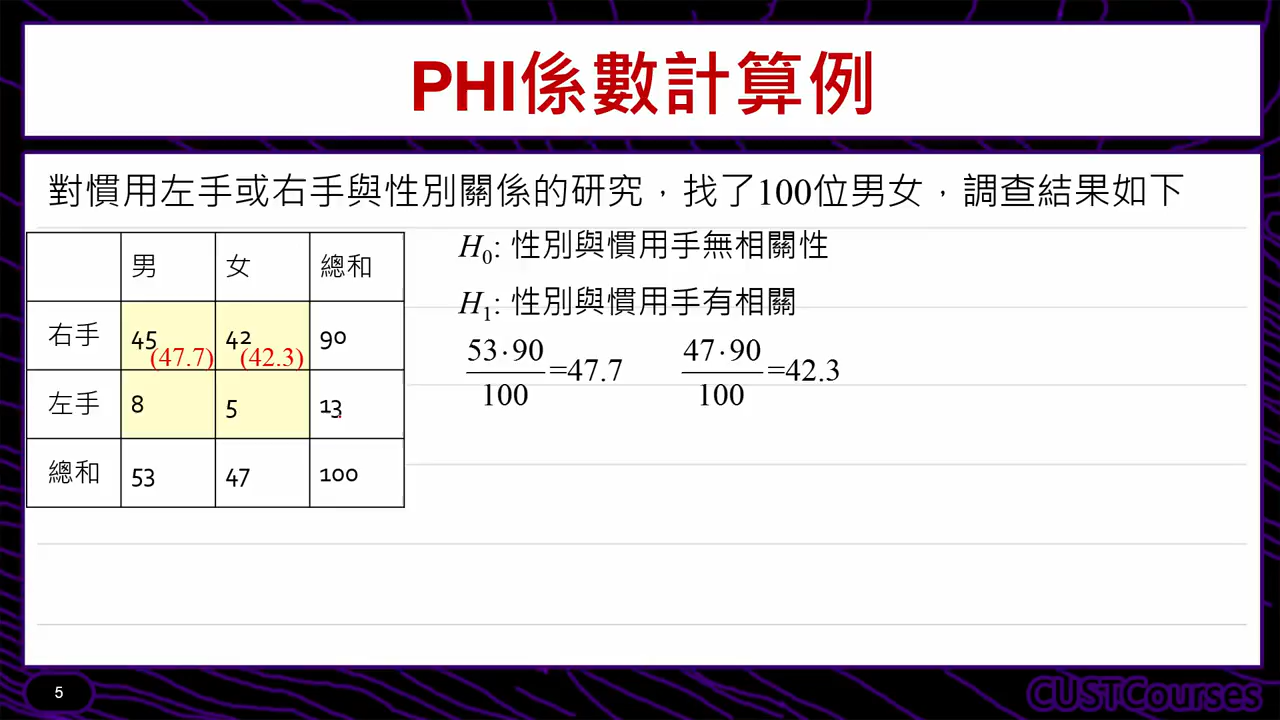 PHI係數計算例
對慣用左手或右手與性別關係的研究，找了100位男女，調查結果如下
男 女 總和
右手 45 (47.7) 42 (42.3) 90
左手 8 5 13
總和 53 47 100
H0: 性別與慣用手無相關性
H1: 性別與慣用手有相關
53·90/100=47.7 47·90/100=42.3
5
CUSTCourses